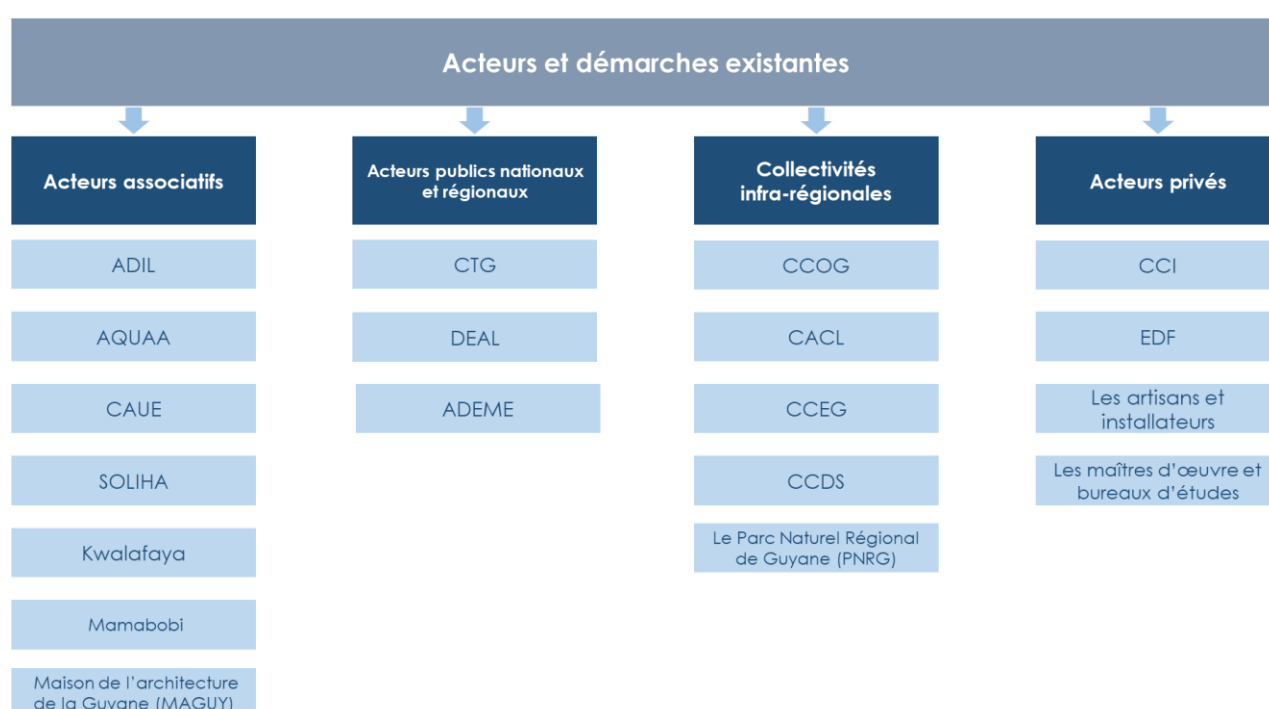 Acteurs et démarches existantes
Acteurs associatifs
ADIL
AQUAA
CAUE
SOLIHA
Kwalafaya
Mamabobi
Maison de l'architecture
de la Guyane (MAGUY)
Acteurs publics nationaux
et régionaux
CTG
DEAL
ADEME
Collectivités
infra-régionales
CCOG
CACL
CCEG
CCDS
Le Parc Naturel Régional
de Guyane (PNRG)
Acteurs privés
CCI
EDF
Les artisans et
installateurs
Les maîtres d'œuvre et
bureaux d'études